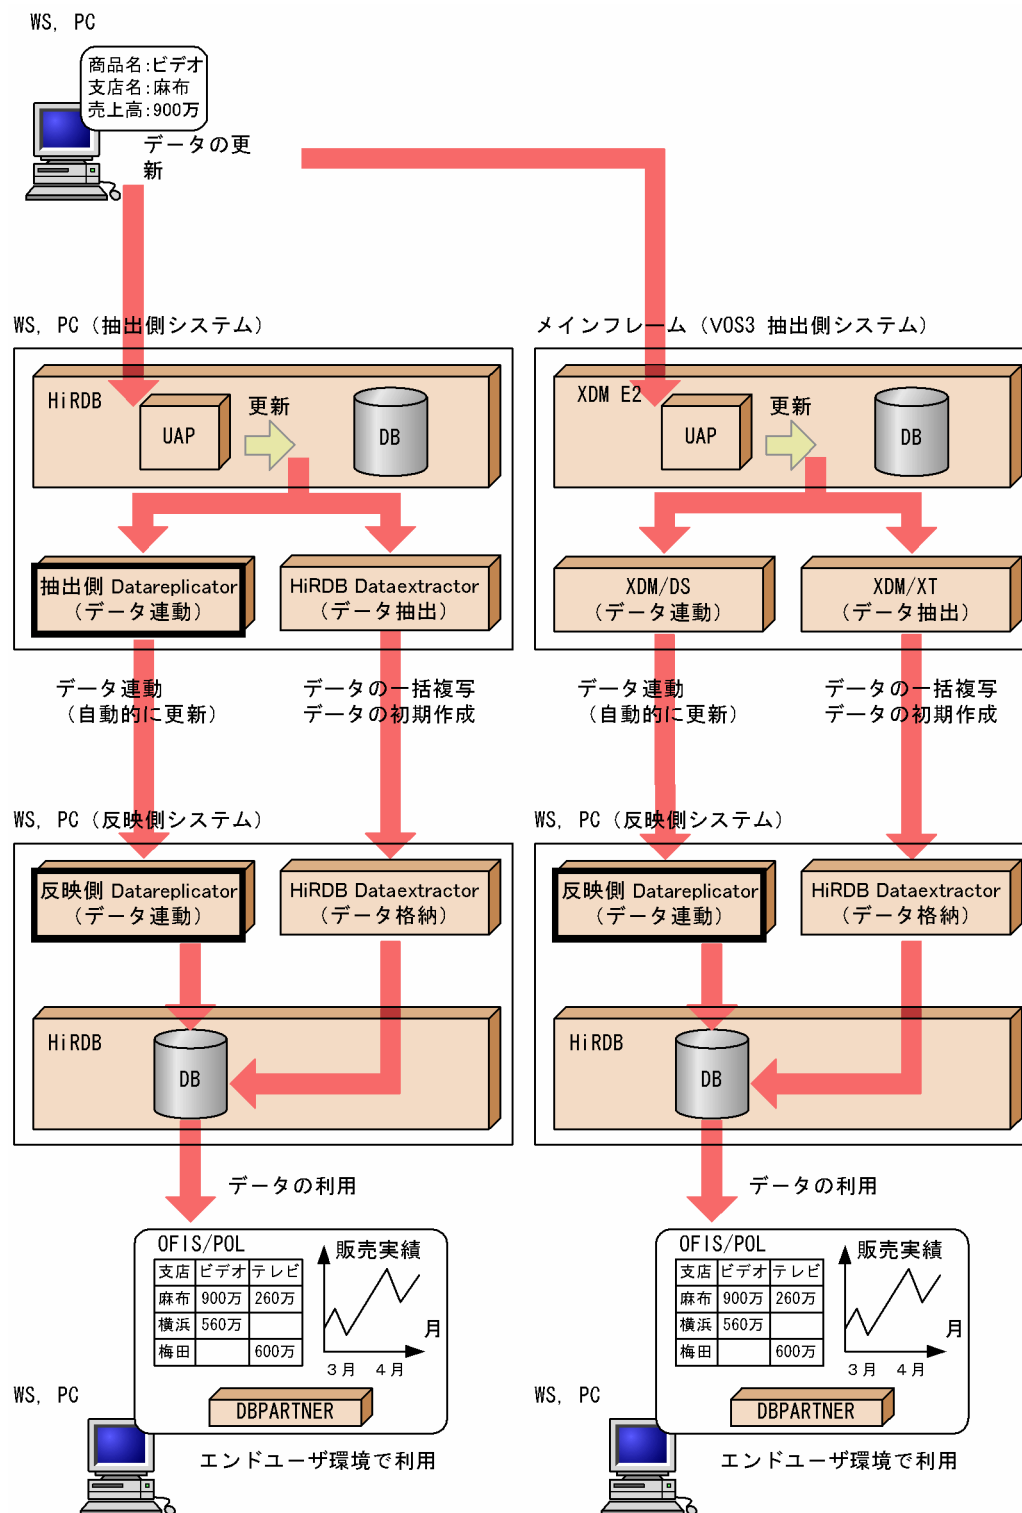 WS, PC
商品名:ビデオ
支店名:麻布
売上高:900万
データの更
新
WS, PC（抽出側システム）
HiRDB
UAP
更新
DB
抽出側 Datareplicator
（データ連動）
HiRDB Dataextractor
（データ抽出）
メインフレーム（VOS3 抽出側システム）
XDM E2
UAP
更新
DB
XDM/DS
（データ連動）
XDM/XT
（データ抽出）
データ連動
（自動的に更新）
データの一括複写
データの初期作成
データ連動
（自動的に更新）
データの一括複写
データの初期作成
WS, PC（反映側システム）
反映側 Datareplicator
（データ連動）
HiRDB Dataextractor
（データ格納）
HiRDB
DB
WS, PC（反映側システム）
反映側 Datareplicator
（データ連動）
HiRDB Dataextractor
（データ格納）
HiRDB
DB
データの利用
データの利用
OFIS/POL
支店 ビデオ テレビ
麻布 900万 260万
横浜 560万
梅田 600万
販売実績
月
3月 4月
DBPARTNER
WS, PC
エンドユーザ環境で利用
OFIS/POL
支店 ビデオ テレビ
麻布 900万 260万
横浜 560万
梅田 600万
販売実績
月
3月 4月
DBPARTNER
WS, PC
エンドユーザ環境で利用